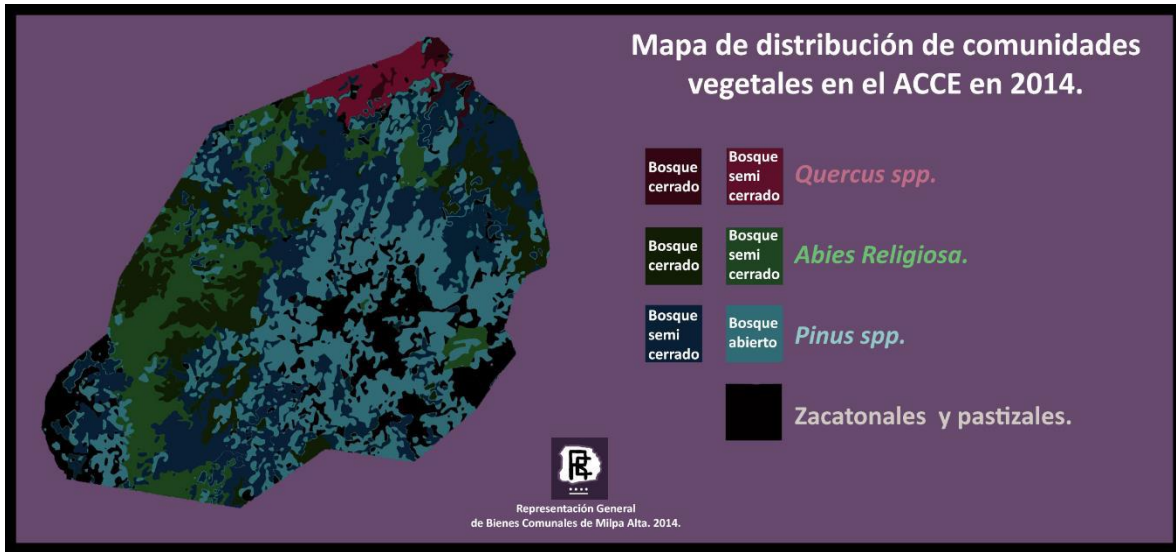 Mapa de distribución de comunidades
vegetales en el ACCE en 2014.
Bosque
cerrado
Bosque
semi
cerrado
Quercus spp.
Bosque
cerrado
Bosque
semi
cerrado
Abies Religiosa.
Bosque
semi
cerrado
Bosque
abierto
Pinus spp.
Zacatonales y pastizales.
Representación General
de Bienes Comunales de Milpa Alta. 2014.